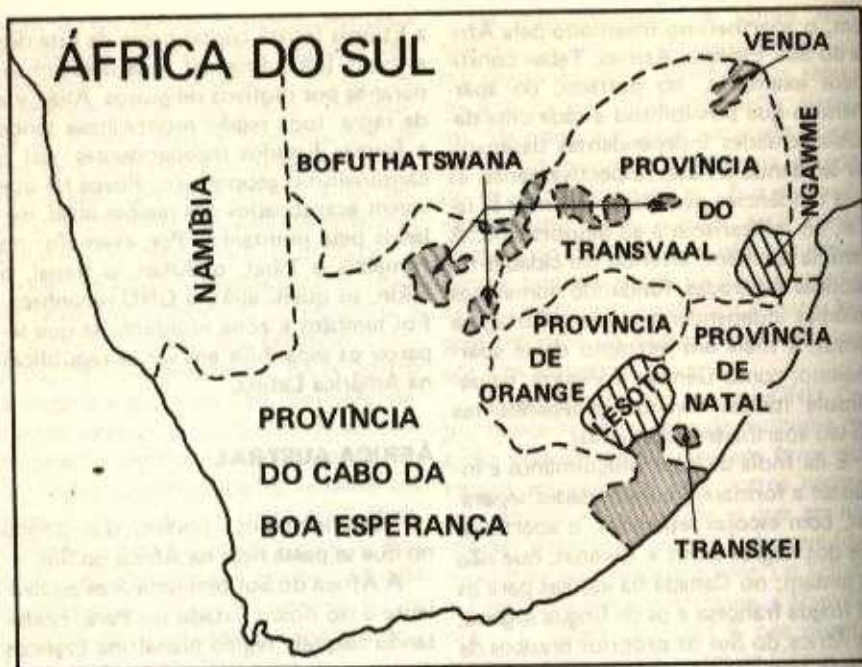 ÁFRICA DO SUL
VENDA
BOFUTHATSWANA
PROVÍNCIA
DO
TRANSVAAL
NGAWME
NAMIBIA
PROVÍNCIA
DE
ORANGE
PROVÍNCIA
DE
NATAL
LESOTO
PROVÍNCIA
DO CABO DA
BOA ESPERANÇA
TRANSKEI